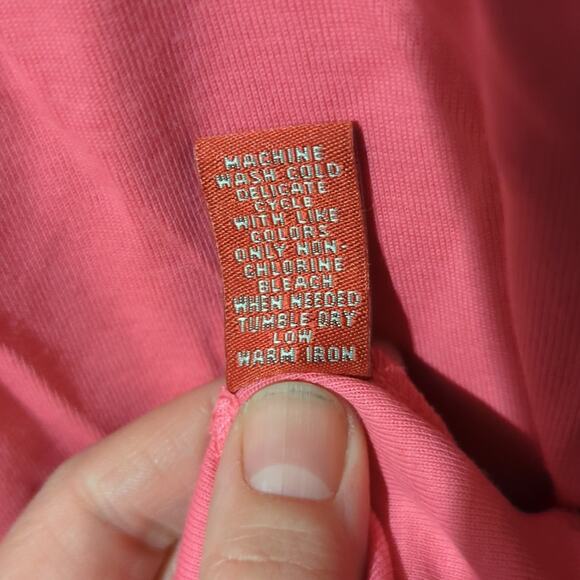 MACHINE
WASH COLD
DELICATE
CYCLE
WITH LIKE
COLORS
ONLY NON-
CHLORINE
BLEACH
WHEN NEEDED
TUMBLE DRY
LOW
WARM IRON